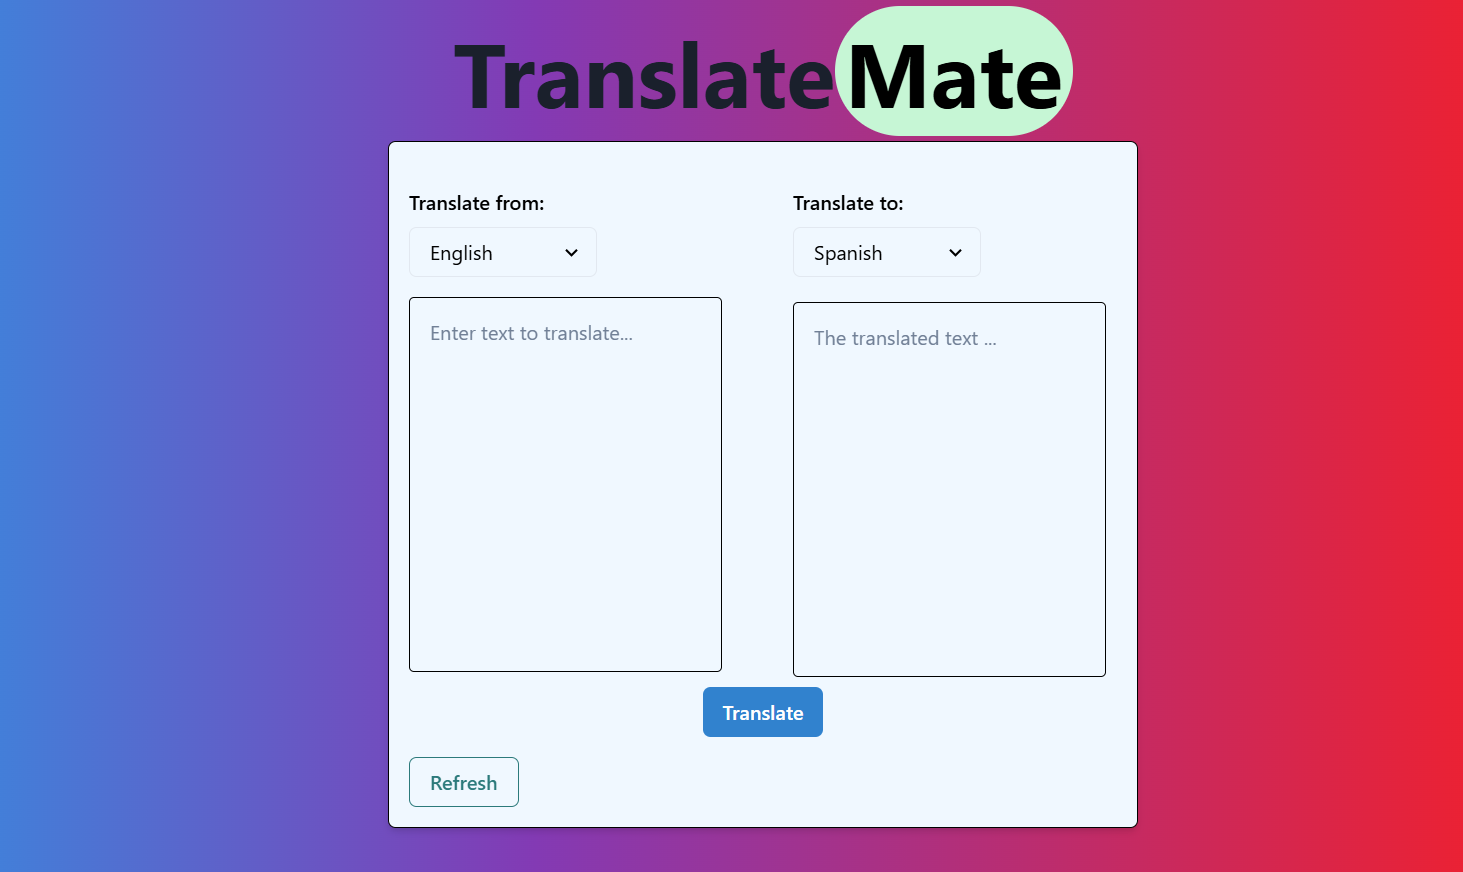 TranslateMate
Translate from:
Translate to:
English
Spanish
Enter text to translate...
The translated text ...
Translate
Refresh